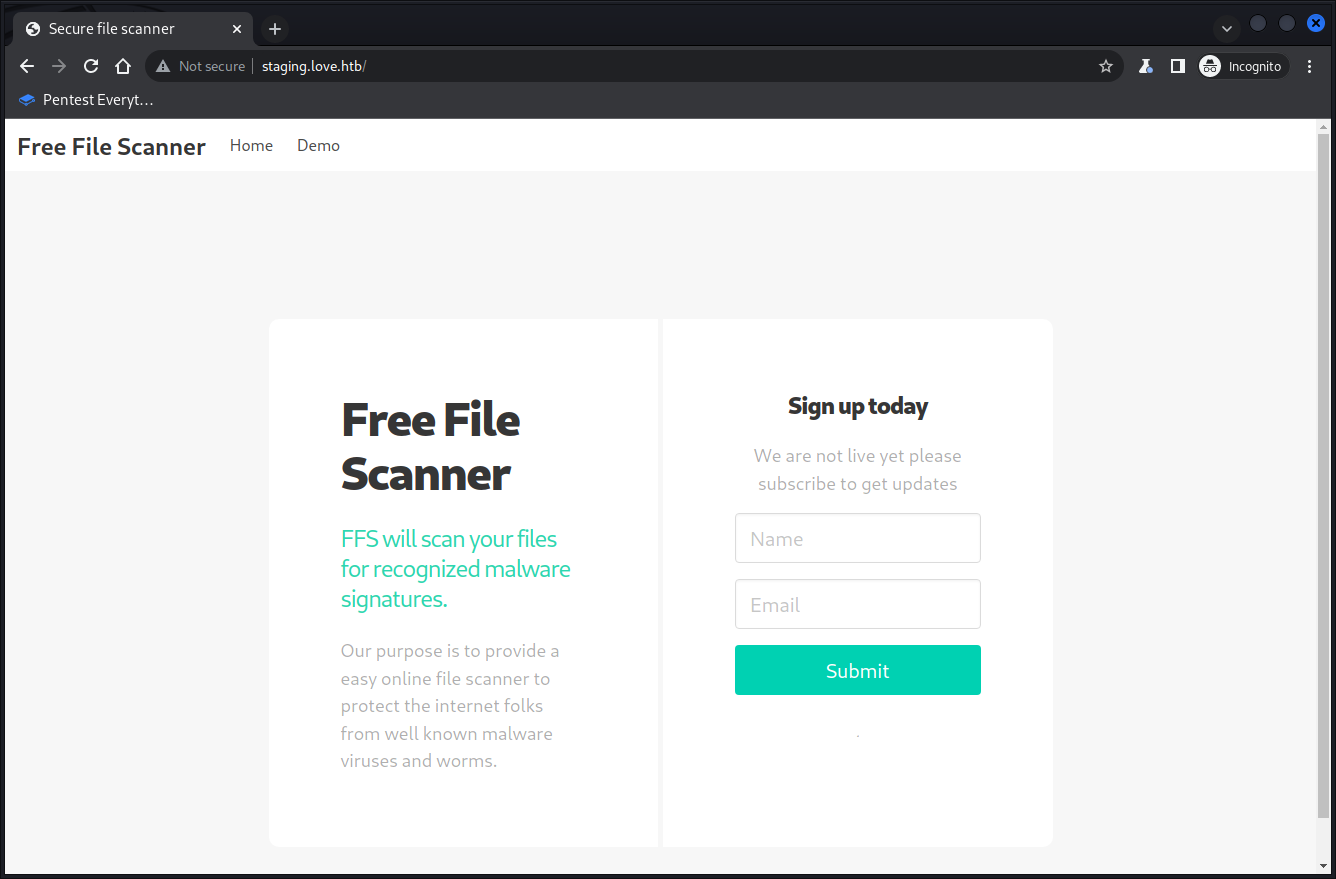 Secure file scanner
Not secure staging.love.htb/ Incognito
Pentest Everyt…
Free File Scanner Home Demo
Free File
Scanner
FFS will scan your files
for recognized malware
signatures.
Our purpose is to provide a
easy online file scanner to
protect the internet folks
from well known malware
viruses and worms.
Sign up today
We are not live yet please
subscribe to get updates
Name
Email
Submit
.